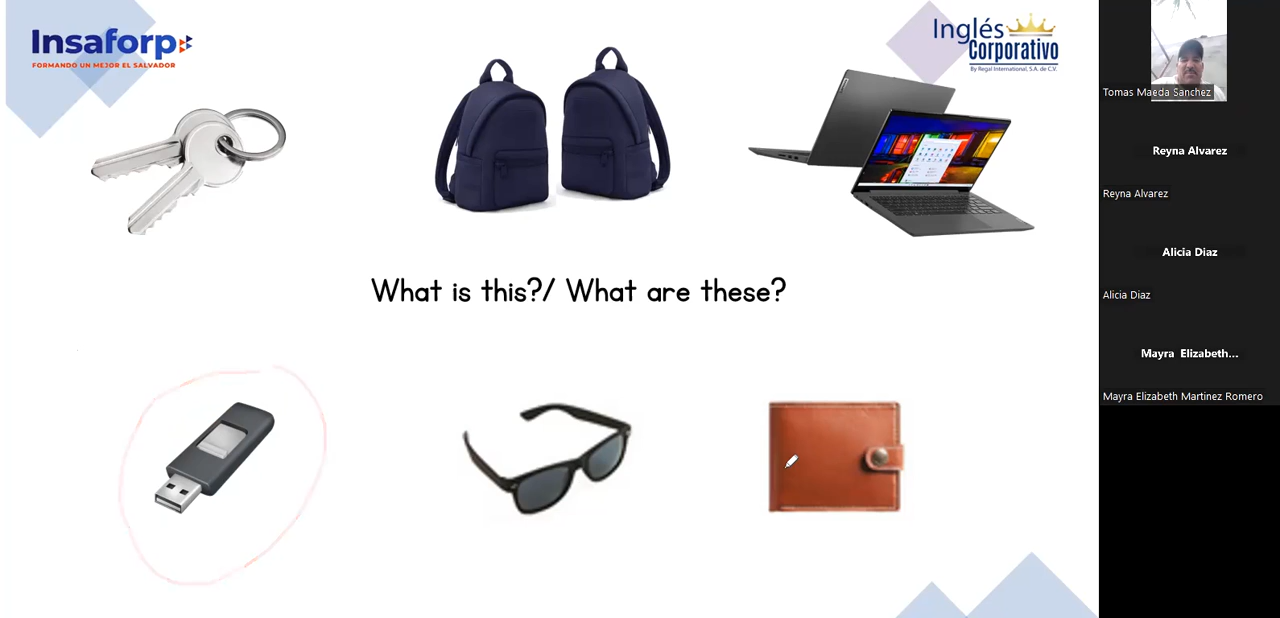 Insaforp
FORMANDO UN MEJOR EL SALVADOR
Inglés
Corporativo
By Regal International, S.A. de C.V.
What is this?/ What are these?
Tomas Maeda Sanchez
Reyna Alvarez
Reyna Alvarez
Alicia Diaz
Alicia Diaz
Mayra Elizabeth...
Mayra Elizabeth Martinez Romero